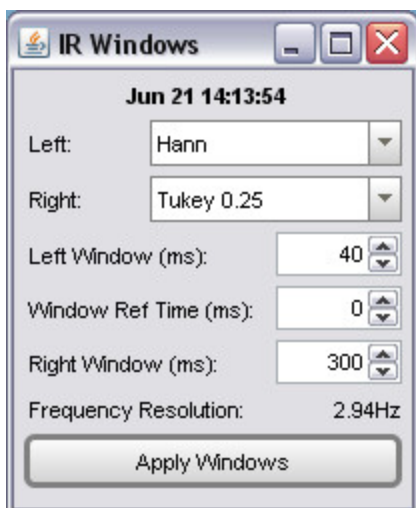 IR Windows
Jun 21 14:13:54
Left: Hann
Right: Tukey 0.25
Left Window (ms): 40
Window Ref Time (ms): 0
Right Window (ms): 300
Frequency Resolution: 2.94Hz
Apply Windows